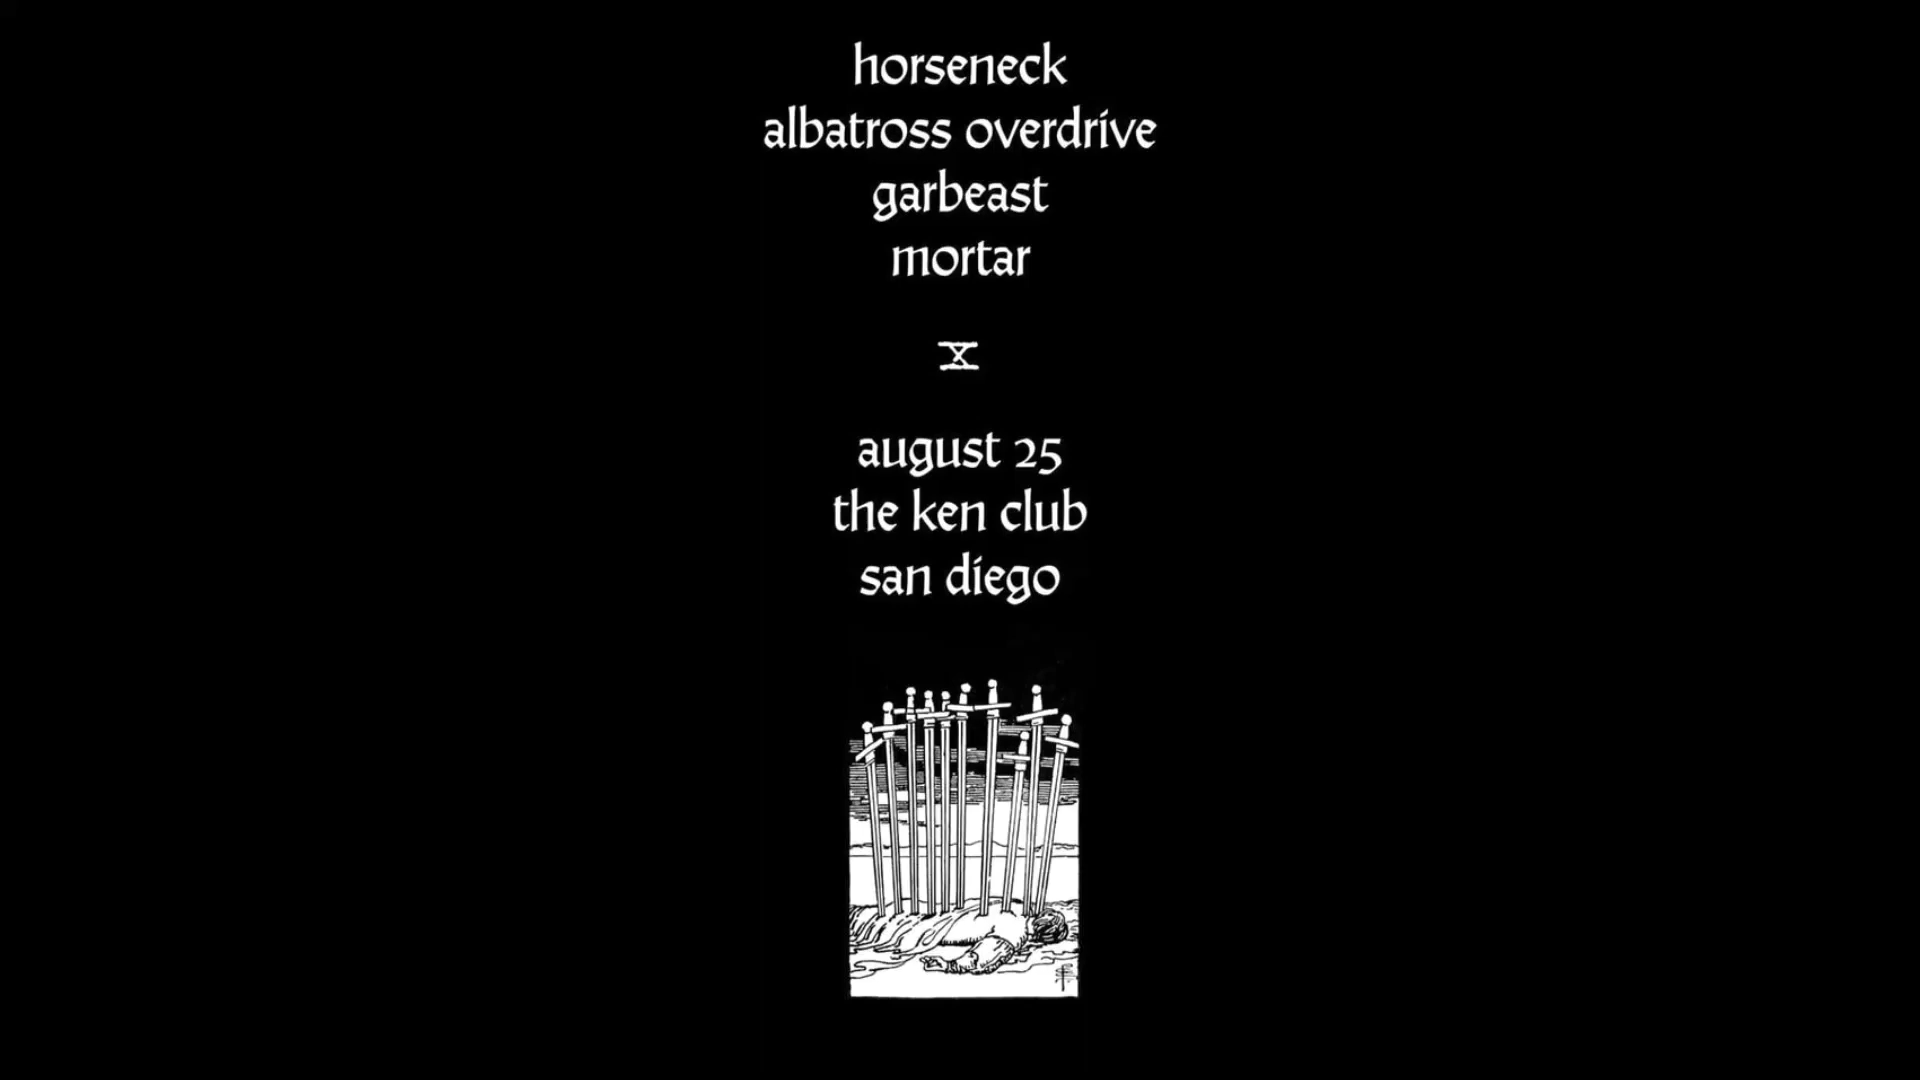 horseneck
albatross overdrive
garbeast
mortar
X
august 25
the ken club
san diego